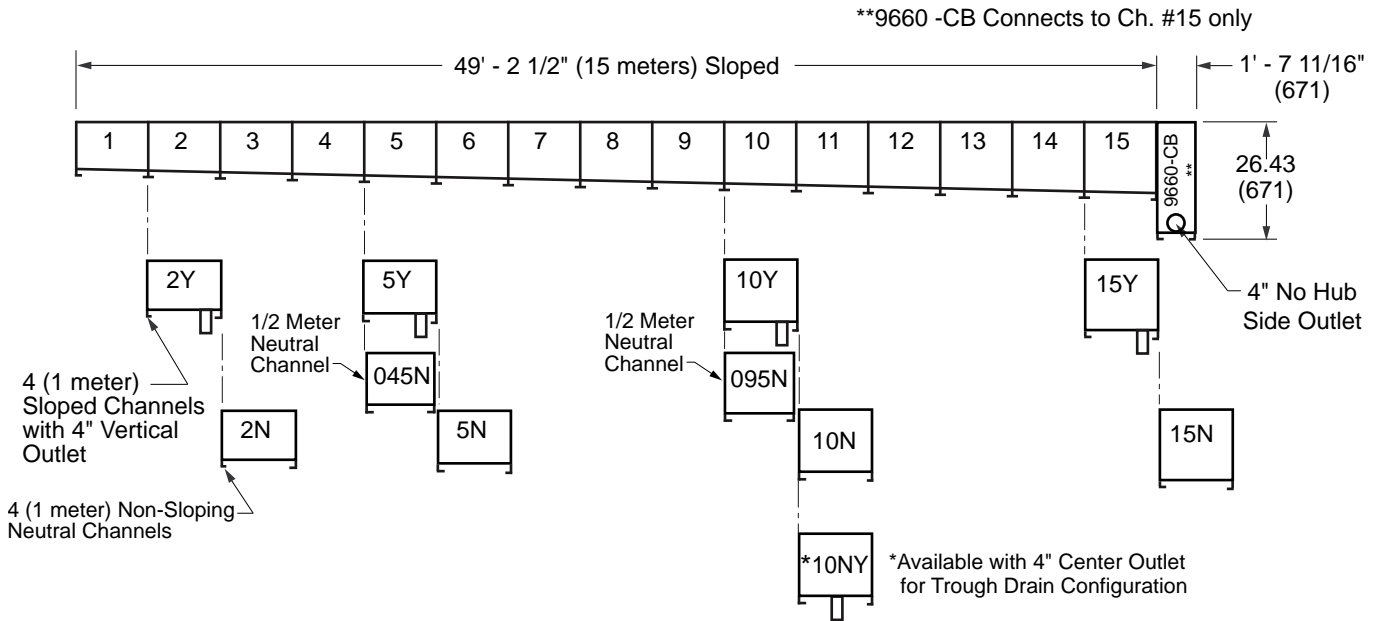 **9660 -CB Connects to Ch. #15 only
49' - 2 1/2" (15 meters) Sloped
1' - 7 11/16"
(671)
1
2
3
4
5
6
7
8
9
10
11
12
13
14
15
9660-CB
**
26.43
(671)
2Y
5Y
10Y
15Y
4" No Hub
Side Outlet
1/2 Meter
Neutral
Channel
045N
1/2 Meter
Neutral
Channel
095N
4 (1 meter)
Sloped Channels
with 4" Vertical
Outlet
2N
5N
10N
15N
4 (1 meter) Non-Sloping
Neutral Channels
*10NY
*Available with 4" Center Outlet
for Trough Drain Configuration